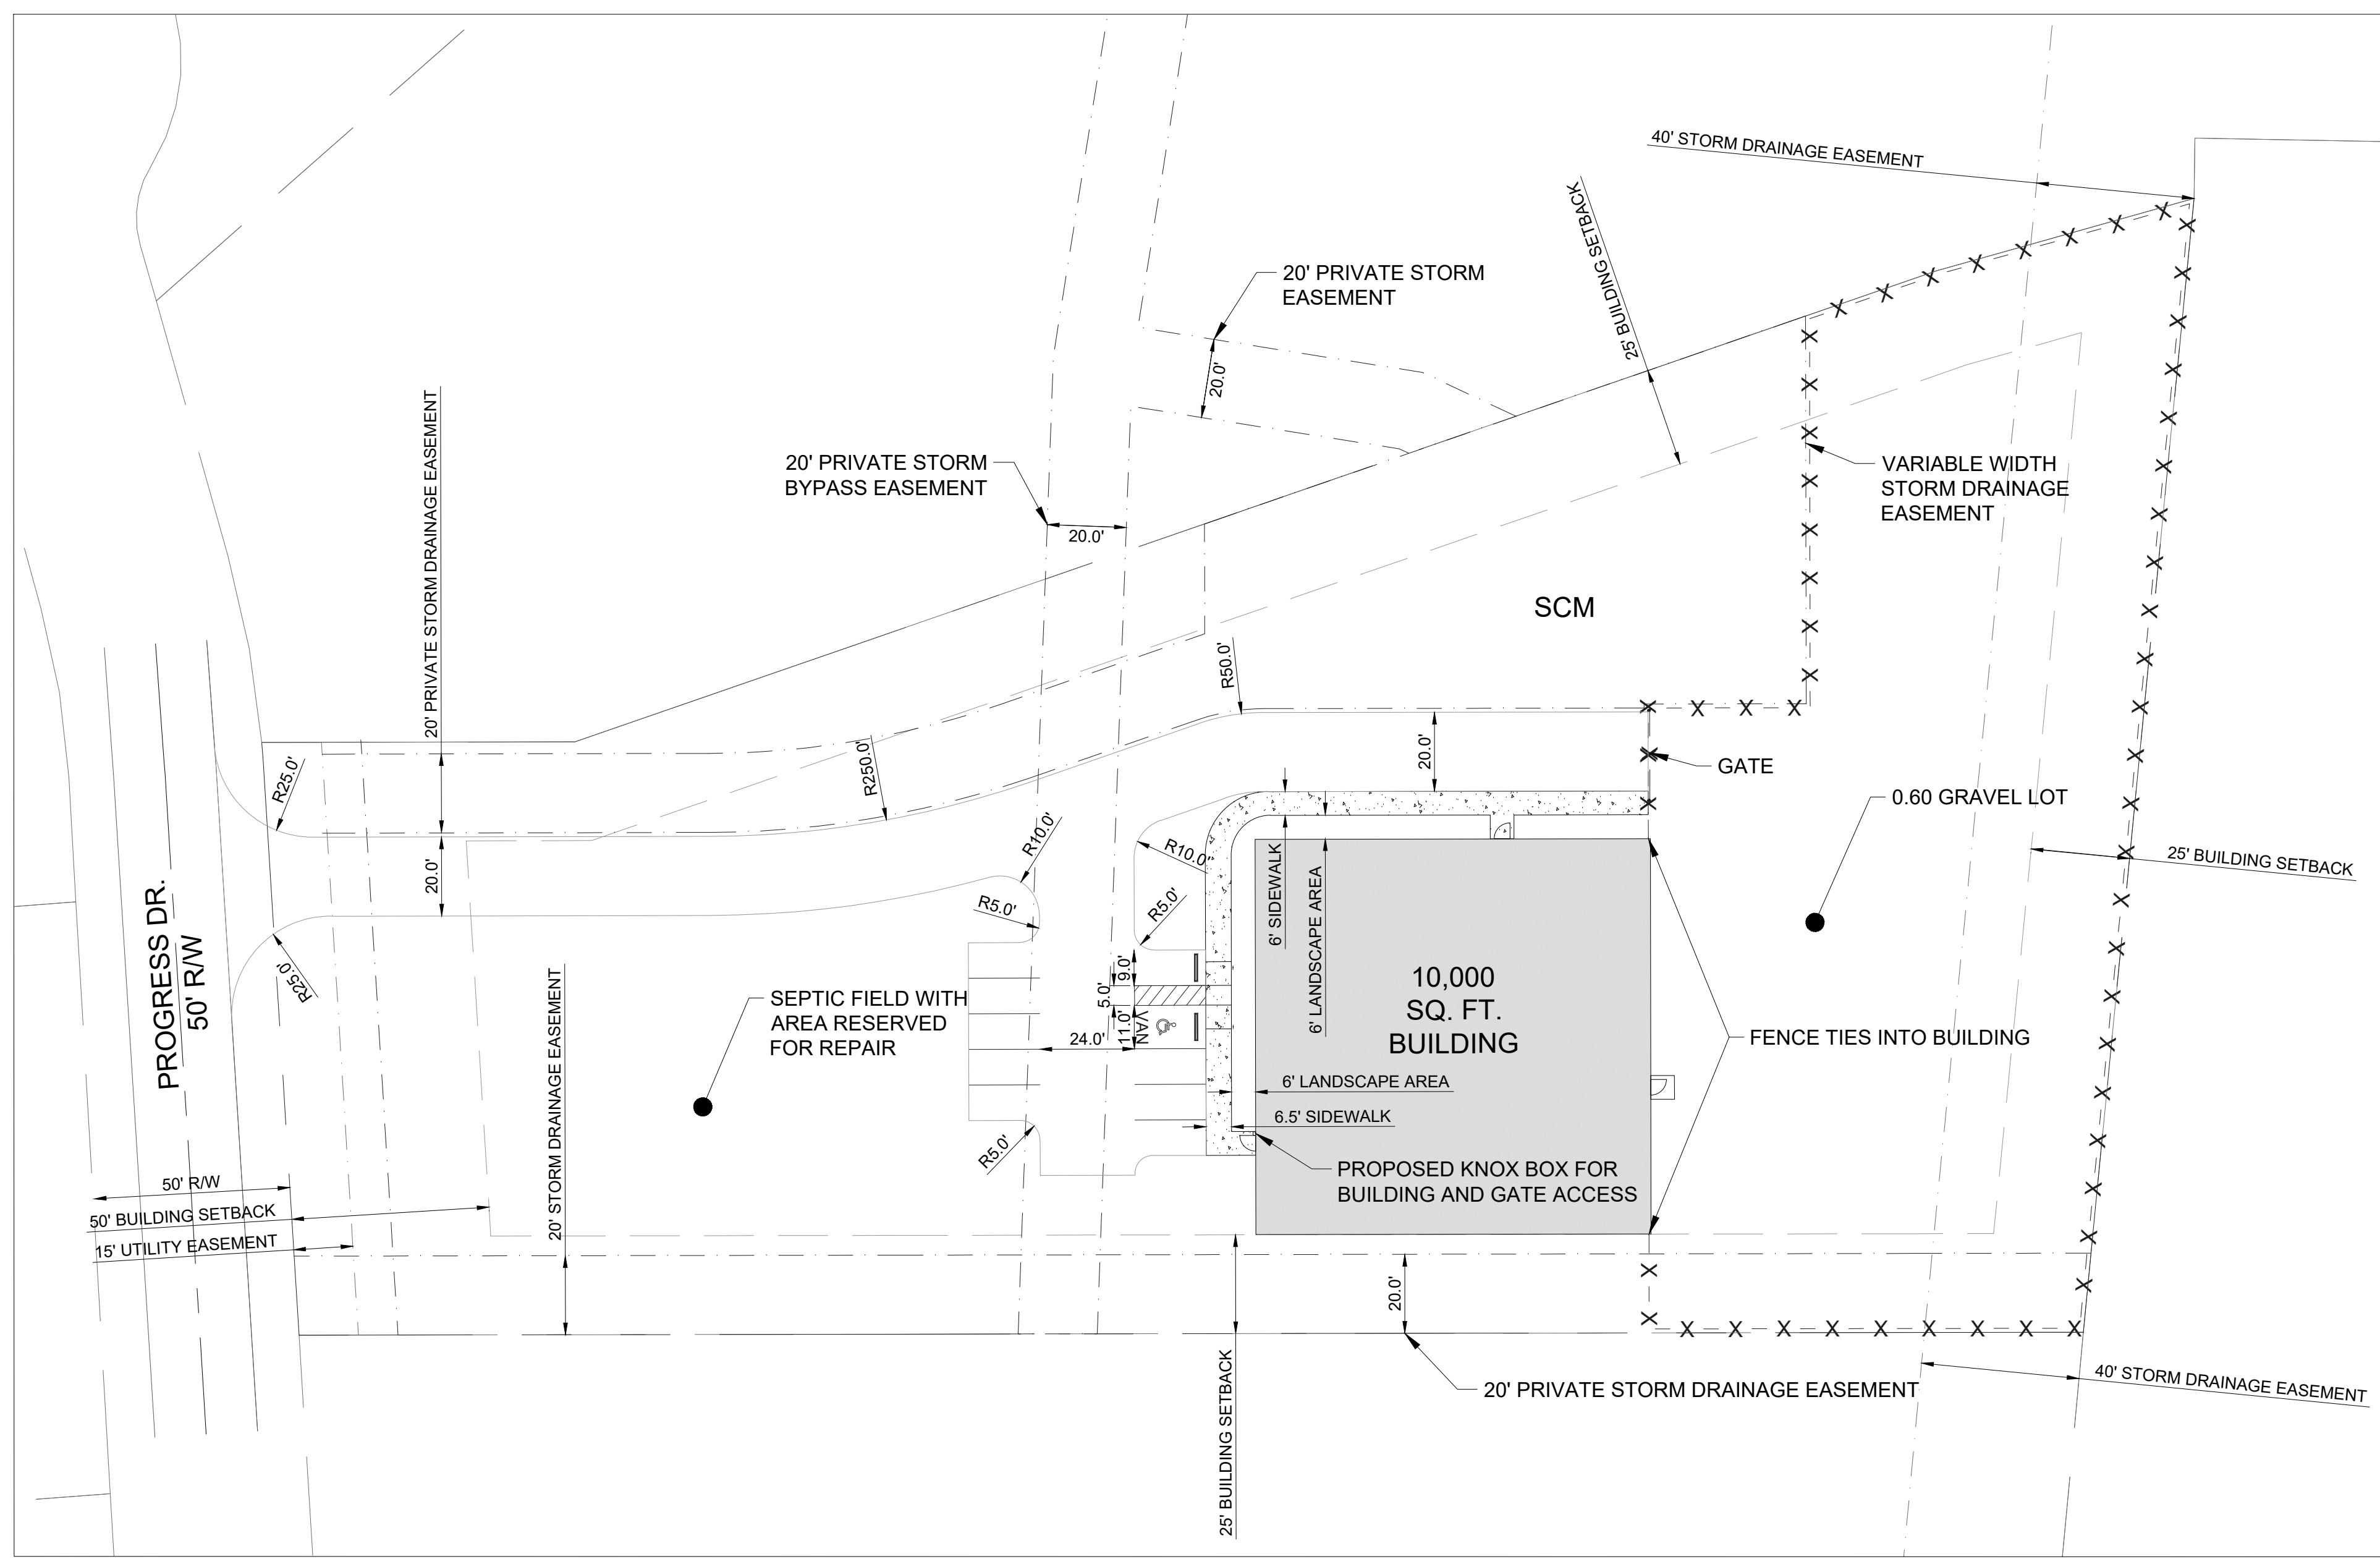 40' STORM DRAINAGE EASEMENT
25' BUILDING SETBACK
20' PRIVATE STORM
EASEMENT
20.0'
20' PRIVATE STORM DRAINAGE EASEMENT
20' PRIVATE STORM
BYPASS EASEMENT
20.0'
VARIABLE WIDTH
STORM DRAINAGE
EASEMENT
SCM
R50.0'
R25.0'
R250.0'
20.0'
GATE
0.60 GRAVEL LOT
20.0'
R10.0'
R10.0'
R5.0'
R5.0'
6' SIDEWALK
6' LANDSCAPE AREA
25' BUILDING SETBACK
PROGRESS DR.
50' R/W
R25.0'
20' STORM DRAINAGE EASEMENT
SEPTIC FIELD WITH
AREA RESERVED
FOR REPAIR
9.0'
5.0'
11.0'
VAN
24.0'
10,000
SQ. FT.
BUILDING
FENCE TIES INTO BUILDING
6' LANDSCAPE AREA
6.5' SIDEWALK
R5.0'
PROPOSED KNOX BOX FOR
BUILDING AND GATE ACCESS
50' R/W
50' BUILDING SETBACK
15' UTILITY EASEMENT
20.0'
25' BUILDING SETBACK
20' PRIVATE STORM DRAINAGE EASEMENT
40' STORM DRAINAGE EASEMENT